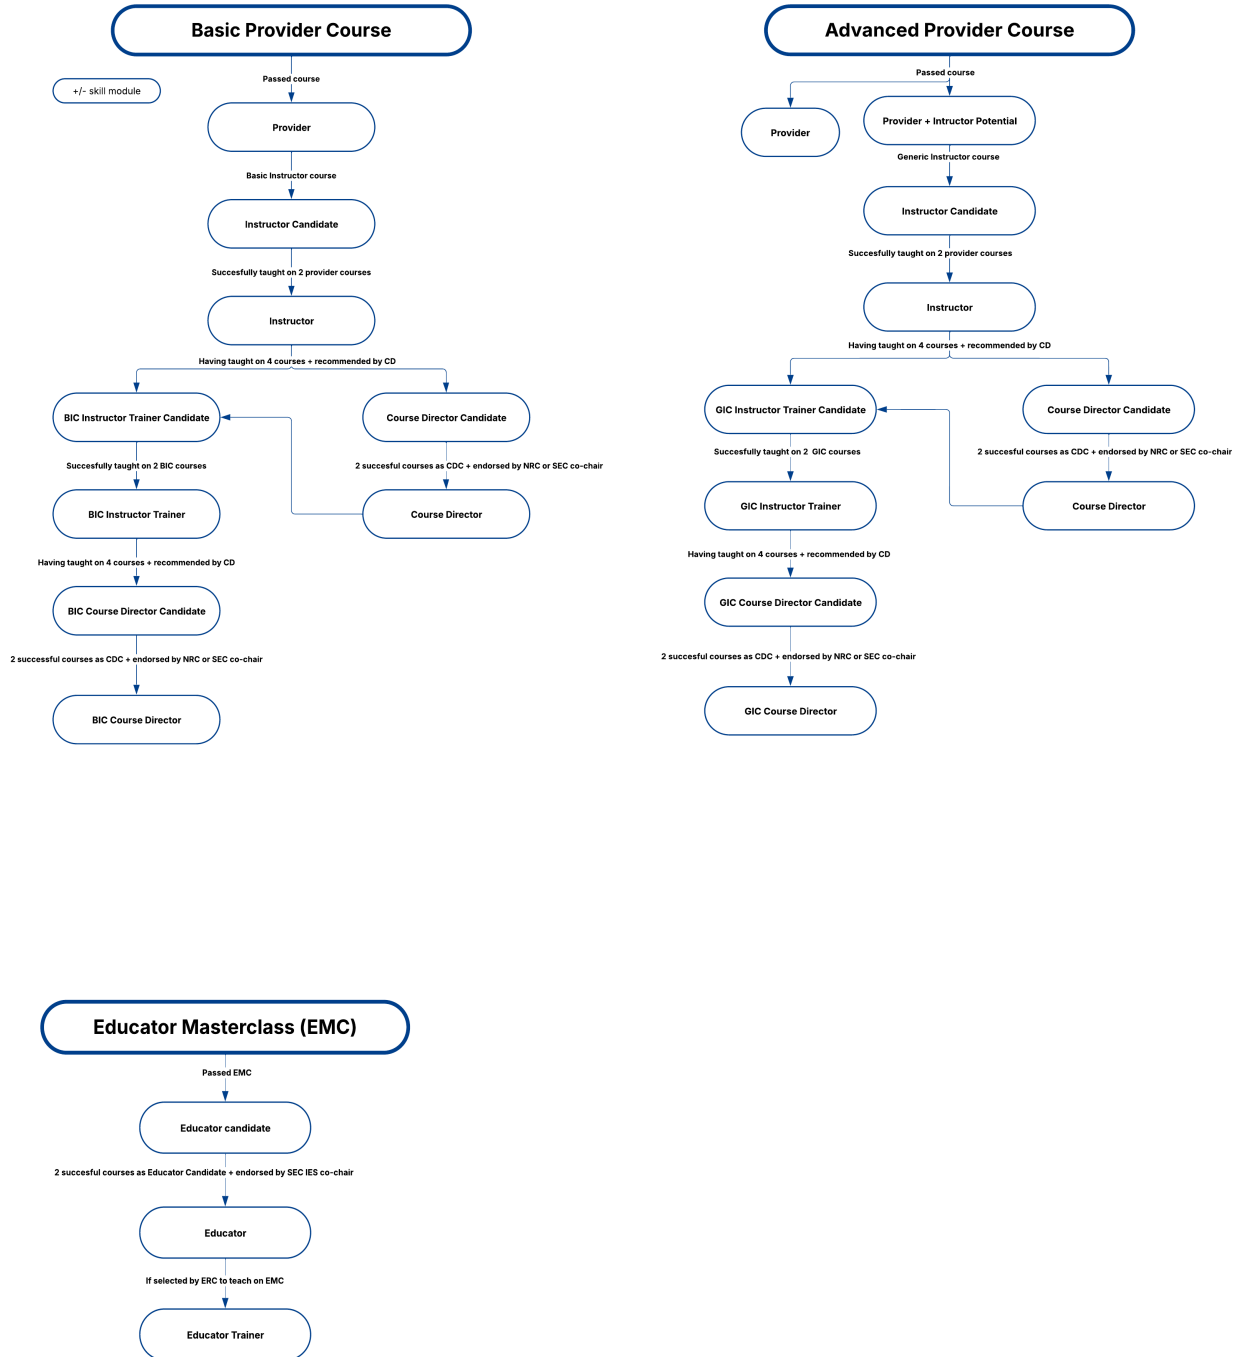 Basic Provider Course
Passed course
+/- skill module
Provider
Basic Instructor course
Instructor Candidate
Succesfully taught on 2 provider courses
Instructor
Having taught on 4 courses + recommended by CD
BIC Instructor Trainer Candidate
Course Director Candidate
Succesfully taught on 2 BIC courses
2 succesful courses as CDC + endorsed by NRC or SEC co-chair
BIC Instructor Trainer
Course Director
Having taught on 4 courses + recommended by CD
BIC Course Director Candidate
2 successful courses as CDC + endorsed by NRC or SEC co-chair
BIC Course Director
Advanced Provider Course
Passed course
Provider
Provider + Intructor Potential
Generic Instructor course
Instructor Candidate
Succesfully taught on 2 provider courses
Instructor
Having taught on 4 courses + recommended by CD
GIC Instructor Trainer Candidate
Course Director Candidate
Succesfully taught on 2 GIC courses
2 succesful courses as CDC + endorsed by NRC or SEC co-chair
GIC Instructor Trainer
Course Director
Having taught on 4 courses + recommended by CD
GIC Course Director Candidate
2 succesful courses as CDC + endorsed by NRC or SEC co-chair
GIC Course Director
Educator Masterclass (EMC)
Passed EMC
Educator candidate
2 succesful courses as Educator Candidate + endorsed by SEC IES co-chair
Educator
If selected by ERC to teach on EMC
Educator Trainer